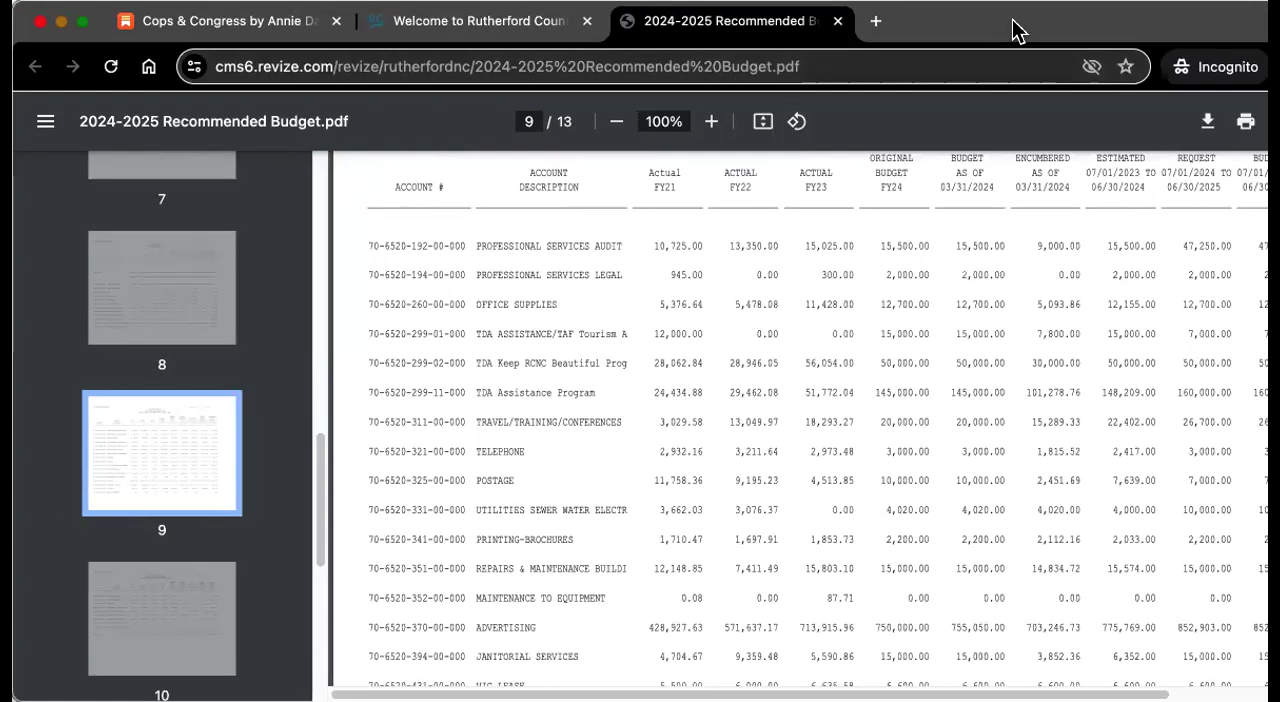 Cops & Congress by Annie D
Welcome to Rutherford Coun
2024-2025 Recommended B
cms6.revize.com/revize/rutherfordnc/2024-2025%20Recommended%20Budget.pdf
Incognito
2024-2025 Recommended Budget.pdf
9 / 13
100%
7
8
9
10
ORIGINAL BUDGET ENCUMBERED ESTIMATED REQUEST BUD
ACCOUNT Actual ACTUAL ACTUAL BUDGET AS OF AS OF 07/01/2023 TO 07/01/2024 TO 07/01/
ACCOUNT # DESCRIPTION FY21 FY22 FY23 FY24 03/31/2024 03/31/2024 06/30/2024 06/30/2025 06/30
70-6520-192-00-000 PROFESSIONAL SERVICES AUDIT 10,725.00 13,350.00 15,025.00 15,500.00 15,500.00 9,000.00 15,500.00 47,250.00 47
70-6520-194-00-000 PROFESSIONAL SERVICES LEGAL 945.00 0.00 300.00 2,000.00 2,000.00 0.00 2,000.00 2,000.00 2
70-6520-260-00-000 OFFICE SUPPLIES 5,376.64 5,478.08 11,428.00 12,700.00 12,700.00 5,093.86 12,155.00 12,700.00 12
70-6520-299-01-000 TDA ASSISTANCE/TAF Tourism A 12,000.00 0.00 0.00 15,000.00 15,000.00 7,800.00 15,000.00 7,000.00 7
70-6520-299-02-000 TDA Keep RCNC Beautiful Prog 28,062.84 28,946.05 56,054.00 50,000.00 50,000.00 30,000.00 50,000.00 50,000.00 50
70-6520-299-11-000 TDA Assistance Program 24,434.88 29,462.08 51,772.04 145,000.00 145,000.00 101,278.76 148,209.00 160,000.00 160
70-6520-311-00-000 TRAVEL/TRAINING/CONFERENCES 3,029.58 13,049.97 18,293.27 20,000.00 20,000.00 15,289.33 22,402.00 26,700.00 26
70-6520-321-00-000 TELEPHONE 2,932.16 3,211.64 2,973.48 3,000.00 3,000.00 1,815.52 2,417.00 3,000.00 3
70-6520-325-00-000 POSTAGE 11,758.36 9,195.23 4,513.85 10,000.00 10,000.00 2,451.69 7,639.00 7,000.00 7
70-6520-331-00-000 UTILITIES SEWER WATER ELECTR 3,662.03 3,076.37 0.00 4,020.00 4,020.00 4,020.00 4,000.00 10,000.00 10
70-6520-341-00-000 PRINTING-BROCHURES 1,710.47 1,697.91 1,853.73 2,200.00 2,200.00 2,112.16 2,033.00 2,200.00 2
70-6520-351-00-000 REPAIRS & MAINTENANCE BUILDI 12,148.85 7,411.49 15,803.10 15,000.00 15,000.00 14,834.72 15,574.00 15,000.00 15
70-6520-352-00-000 MAINTENANCE TO EQUIPMENT 0.08 0.00 87.71 0.00 0.00 0.00 0.00 0.00
70-6520-370-00-000 ADVERTISING 428,927.63 571,637.17 713,915.96 750,000.00 755,050.00 703,246.73 775,769.00 852,903.00 852
70-6520-394-00-000 JANITORIAL SERVICES 4,704.67 9,359.48 5,590.86 15,000.00 15,000.00 3,852.36 6,352.00 15,000.00 15